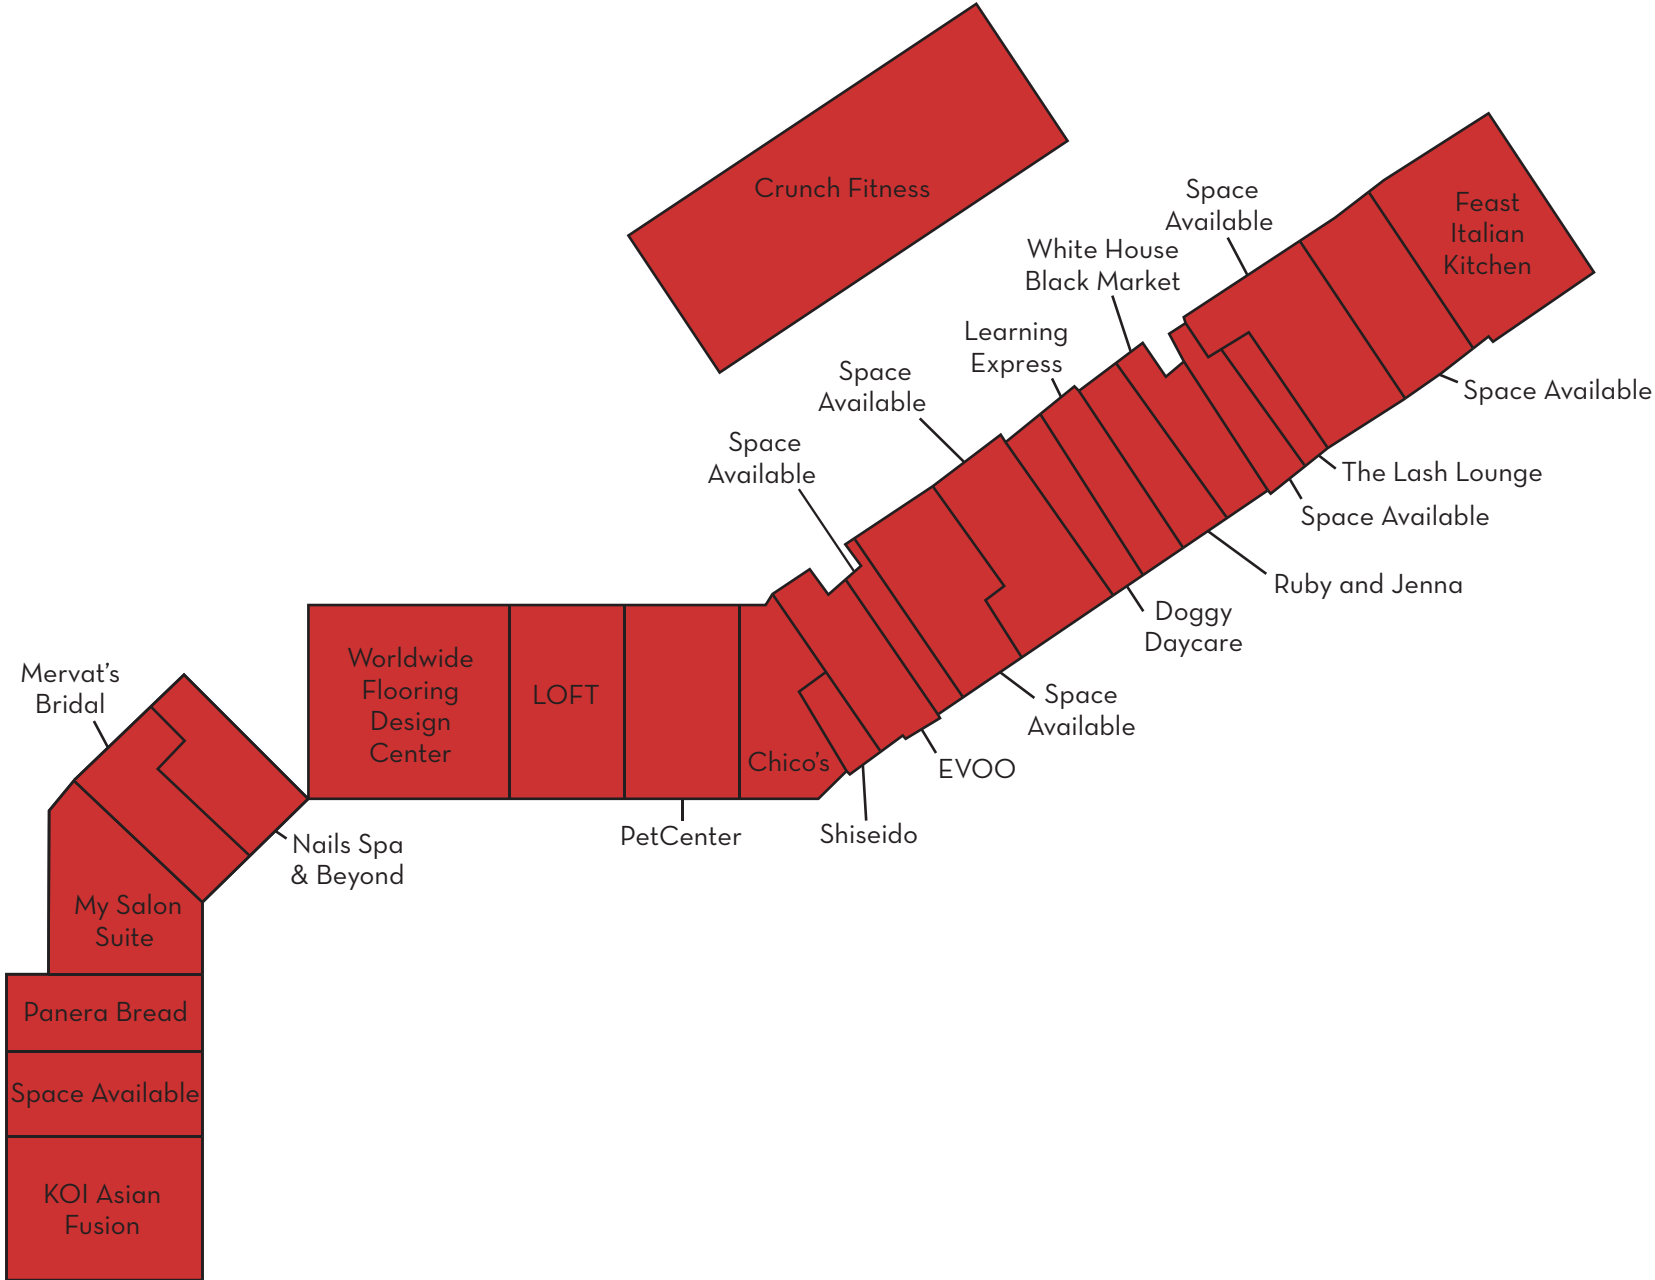 Crunch Fitness
Space
Available
Feast
Italian
Kitchen
White House
Black Market
Learning
Express
Space
Available
Space Available
Space
Available
The Lash Lounge
Space Available
Ruby and Jenna
Doggy
Daycare
Worldwide
Flooring
Design
Center
LOFT
Mervat's
Bridal
Space
Available
Chico's
EVOO
PetCenter
Shiseido
Nails Spa
& Beyond
My Salon
Suite
Panera Bread
Space Available
KOI Asian
Fusion